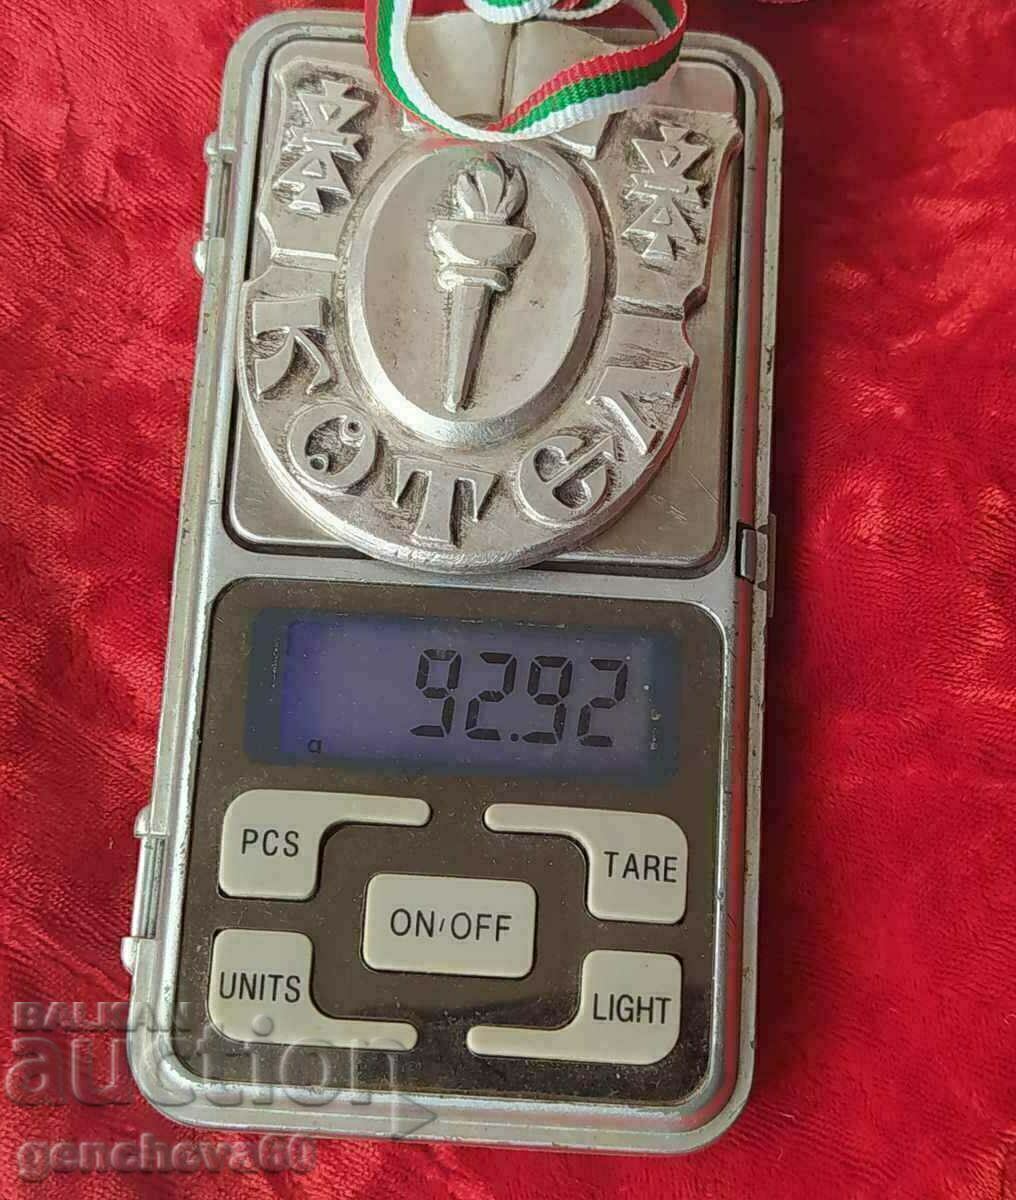 КОТЕЛ
92.92
g
PCS
TARE
ON/OFF
UNITS
LIGHT
BALKAN
auction
gencheva60